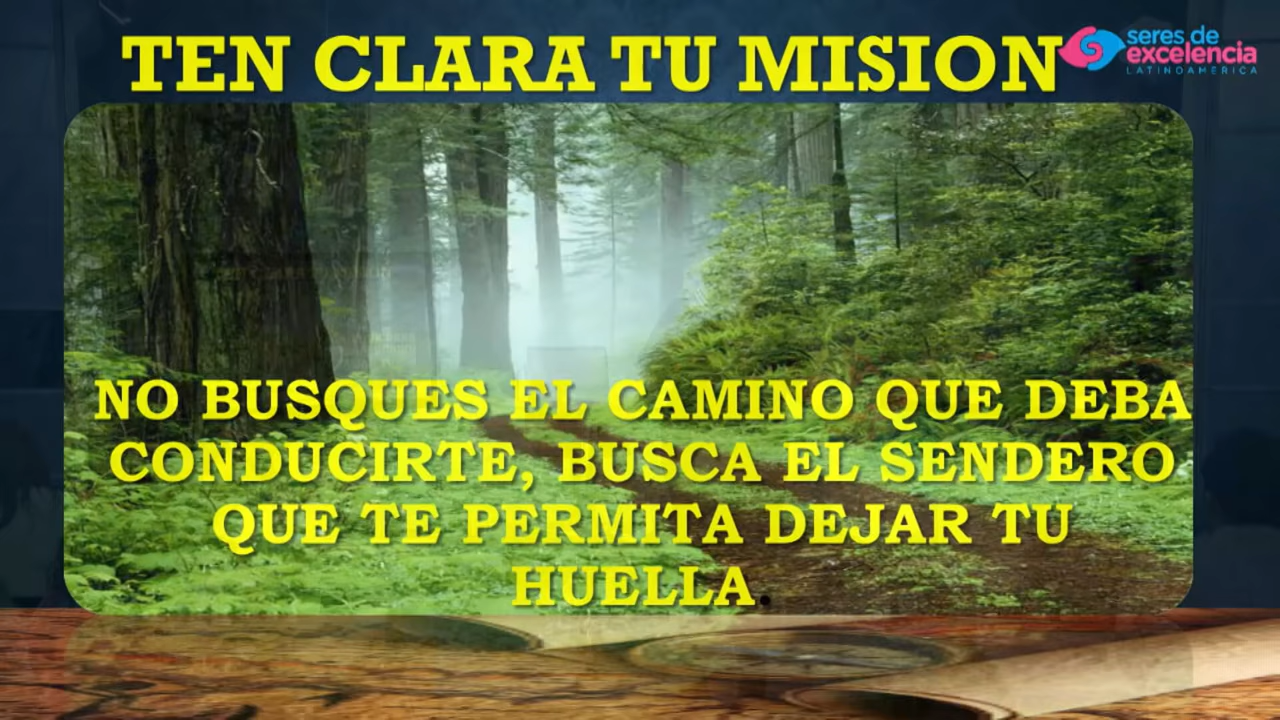 TEN CLARA TU MISION
seres de
excelencia
LATINOAMERICA
NO BUSQUES EL CAMINO QUE DEBA
CONDUCIRTE, BUSCA EL SENDERO
QUE TE PERMITA DEJAR TU
HUELLA.